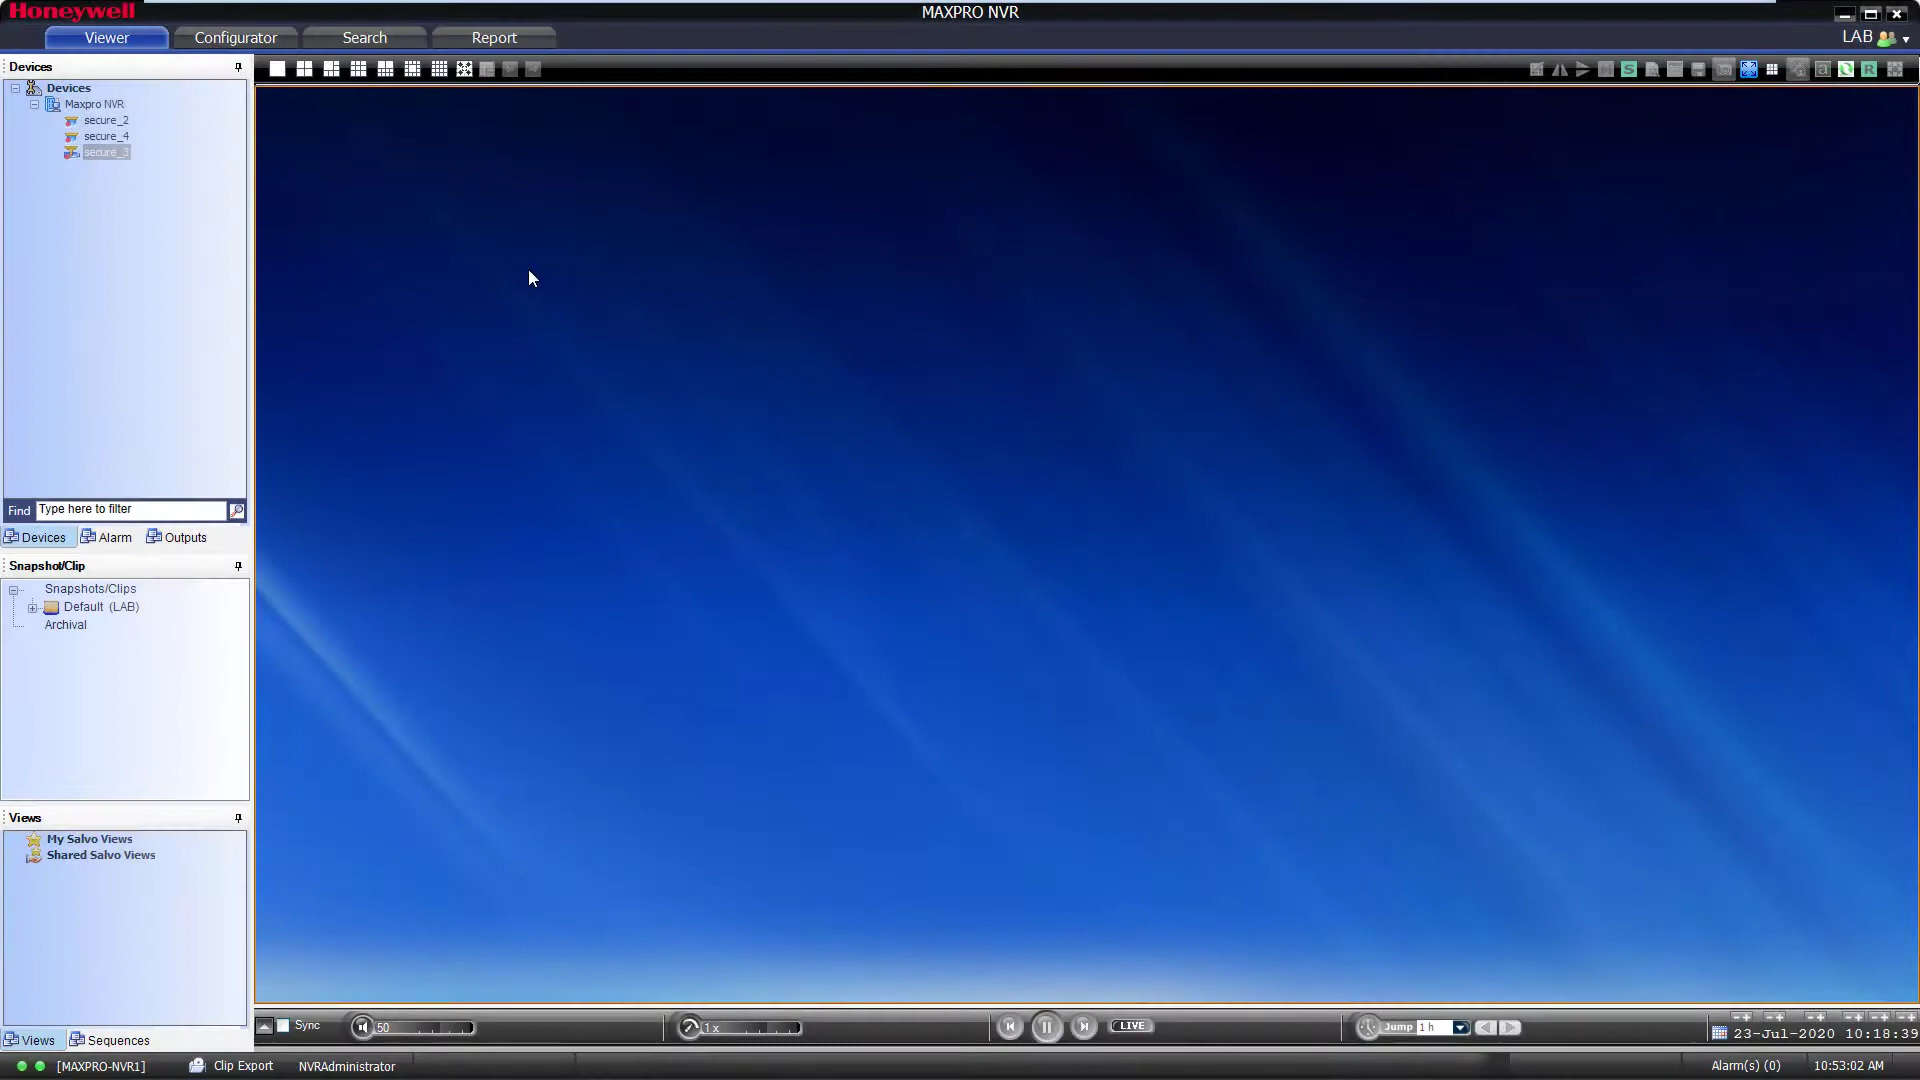 Honeywell
MAXPRO NVR
Viewer
Configurator
Search
Report
LAB
Devices
Devices
Maxpro NVR
secure_2
secure_4
secure_3
Find
Type here to filter
Devices
Alarm
Outputs
Snapshot/Clip
Snapshots/Clips
Default (LAB)
Archival
Views
My Salvo Views
Shared Salvo Views
Views
Sequences
Sync
50
1 x
LIVE
Jump
1 h
23-Jul-2020 10:18:39
[MAXPRO-NVR1]
Clip Export
NVRAdministrator
Alarm(s) (0)
10:53:02 AM